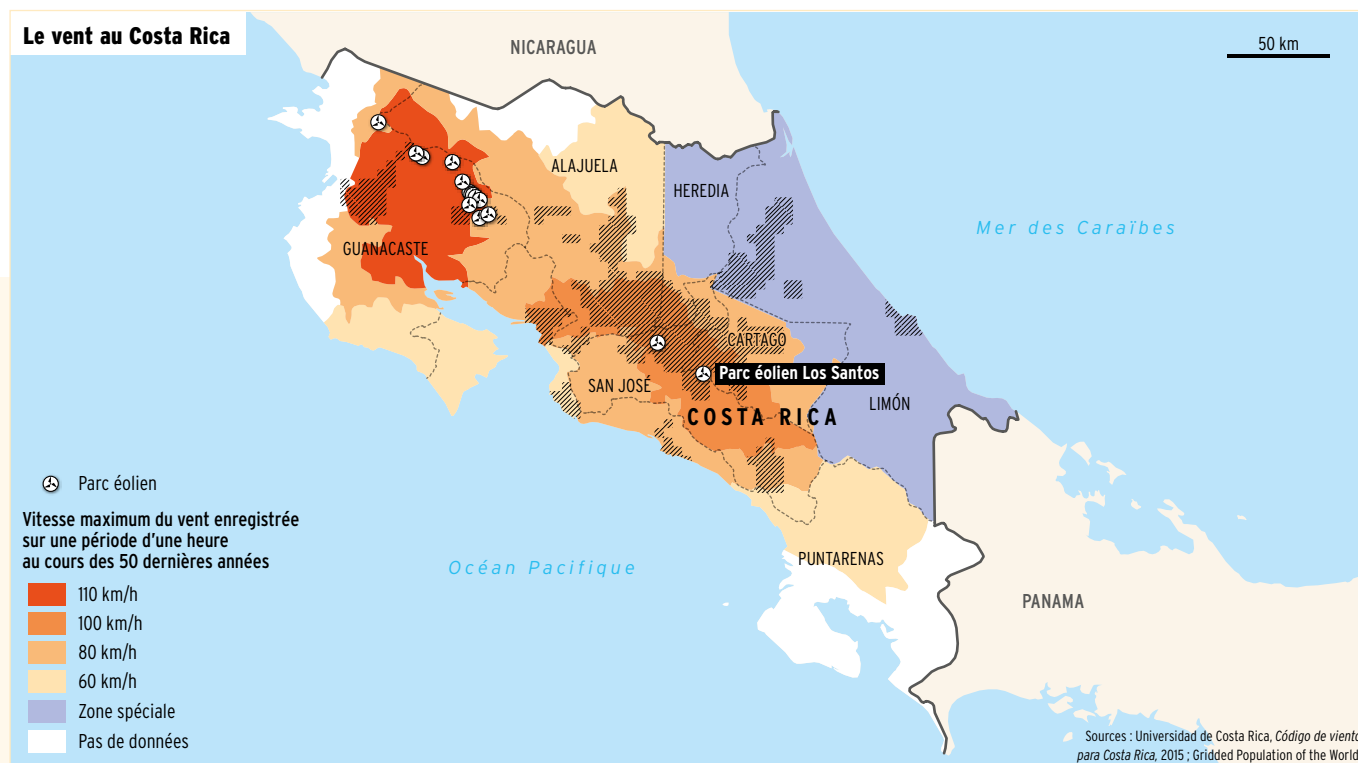 Le vent au Costa Rica
NICARAGUA
50 km
ALAJUELA
HEREDIA
Mer des Caraïbes
GUANACASTE
CARTAGO
Parc éolien Los Santos
SAN JOSÉ
LIMÓN
COSTA RICA
Parc éolien
Vitesse maximum du vent enregistrée
sur une période d'une heure
au cours des 50 dernières années
110 km/h
100 km/h
80 km/h
60 km/h
Zone spéciale
Pas de données
Océan Pacifique
PUNTARENAS
PANAMA
Sources : Universidad de Costa Rica, Código de viento
para Costa Rica, 2015 ; Gridded Population of the World